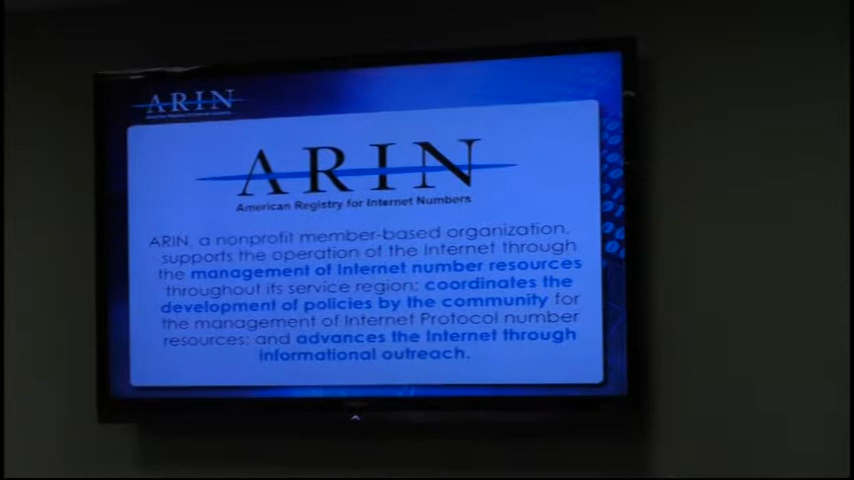 ARIN
ARIN
American Registry for Internet Numbers
ARIN, a nonprofit member-based organization,
supports the operation of the Internet through
the management of Internet number resources
throughout its service region; coordinates the
development of policies by the community for
the management of Internet Protocol number
resources; and advances the Internet through
informational outreach.